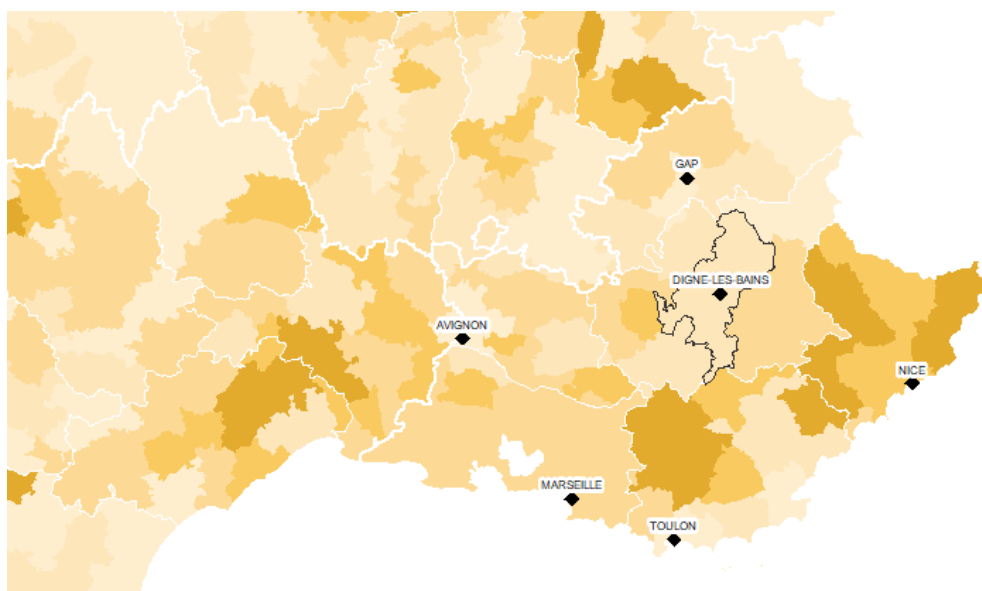 GAP
DIGNE-LES-BAINS
AVIGNON
NICE
MARSEILLE
TOULON